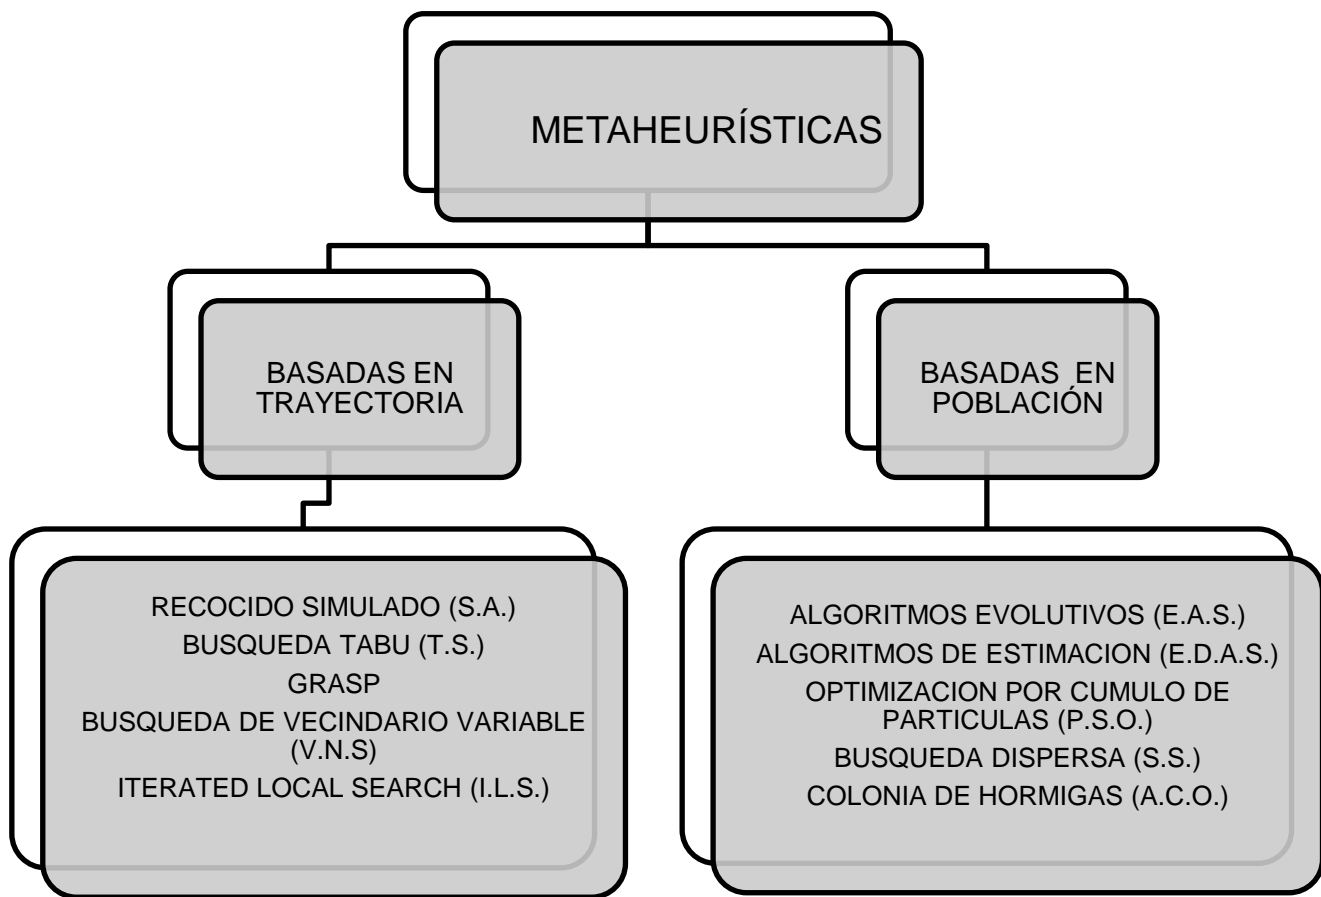 METAHEURÍSTICAS
BASADAS EN
TRAYECTORIA
BASADAS EN
POBLACIÓN
RECOCIDO SIMULADO (S.A.)
BUSQUEDA TABU (T.S.)
GRASP
BUSQUEDA DE VECINDARIO VARIABLE
(V.N.S)
ITERATED LOCAL SEARCH (I.L.S.)
ALGORITMOS EVOLUTIVOS (E.A.S.)
ALGORITMOS DE ESTIMACION (E.D.A.S.)
OPTIMIZACION POR CUMULO DE
PARTICULAS (P.S.O.)
BUSQUEDA DISPERSA (S.S.)
COLONIA DE HORMIGAS (A.C.O.)